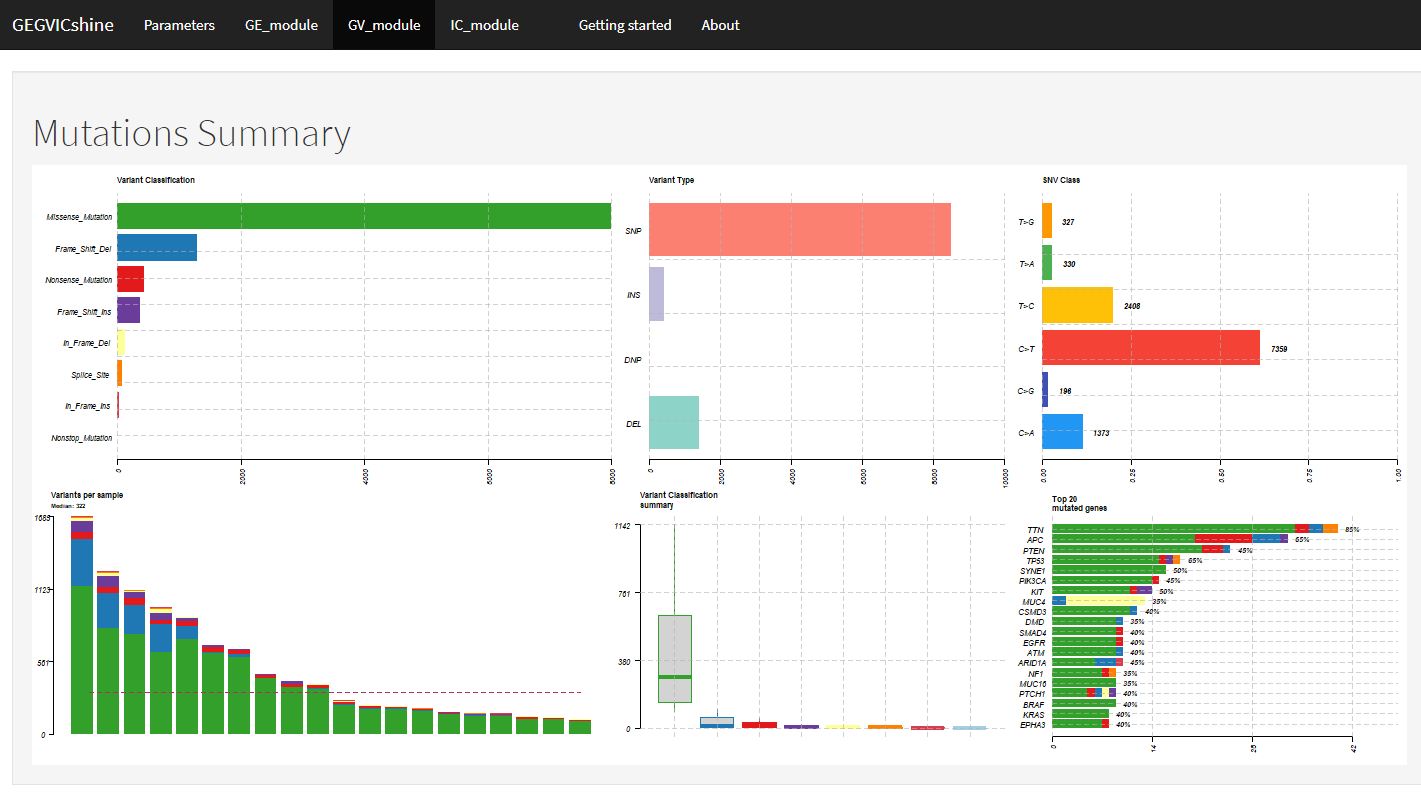 GEGVICshine Parameters GE_module GV_module IC_module Getting started About
Mutations Summary
Variant Classification
Missense_Mutation
Frame_Shift_Del
Nonsense_Mutation
Frame_Shift_Ins
In_Frame_Del
Splice_Site
In_Frame_Ins
Nonstop_Mutation
0 2000 4000 6000 8000
Variant Type
SNP
INS
DNP
DEL
0 2000 4000 6000 8000 10000
SNV Class
T>G 327
T>A 330
T>C 2408
C>T 7359
C>G 196
C>A 1373
0.00 0.25 0.50 0.75 1.00
Variants per sample
Median: 322
1685
1123
561
0
Variant Classification
summary
1142
761
380
0
Top 20
mutated genes
TTN 85%
APC 65%
PTEN 45%
TP53 65%
SYNE1 50%
PIK3CA 45%
KIT 50%
MUC4 35%
CSMD3 40%
DMD 35%
SMAD4 40%
EGFR 40%
ATM 40%
ARID1A 45%
NF1 35%
MUC16 35%
PTCH1 40%
BRAF 40%
KRAS 40%
EPHA3 40%
0 14 28 42